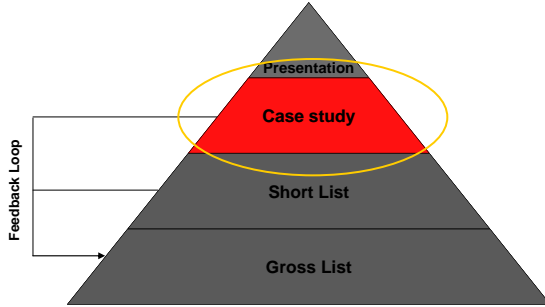 Presentation
Case study
Short List
Gross List
Feedback Loop